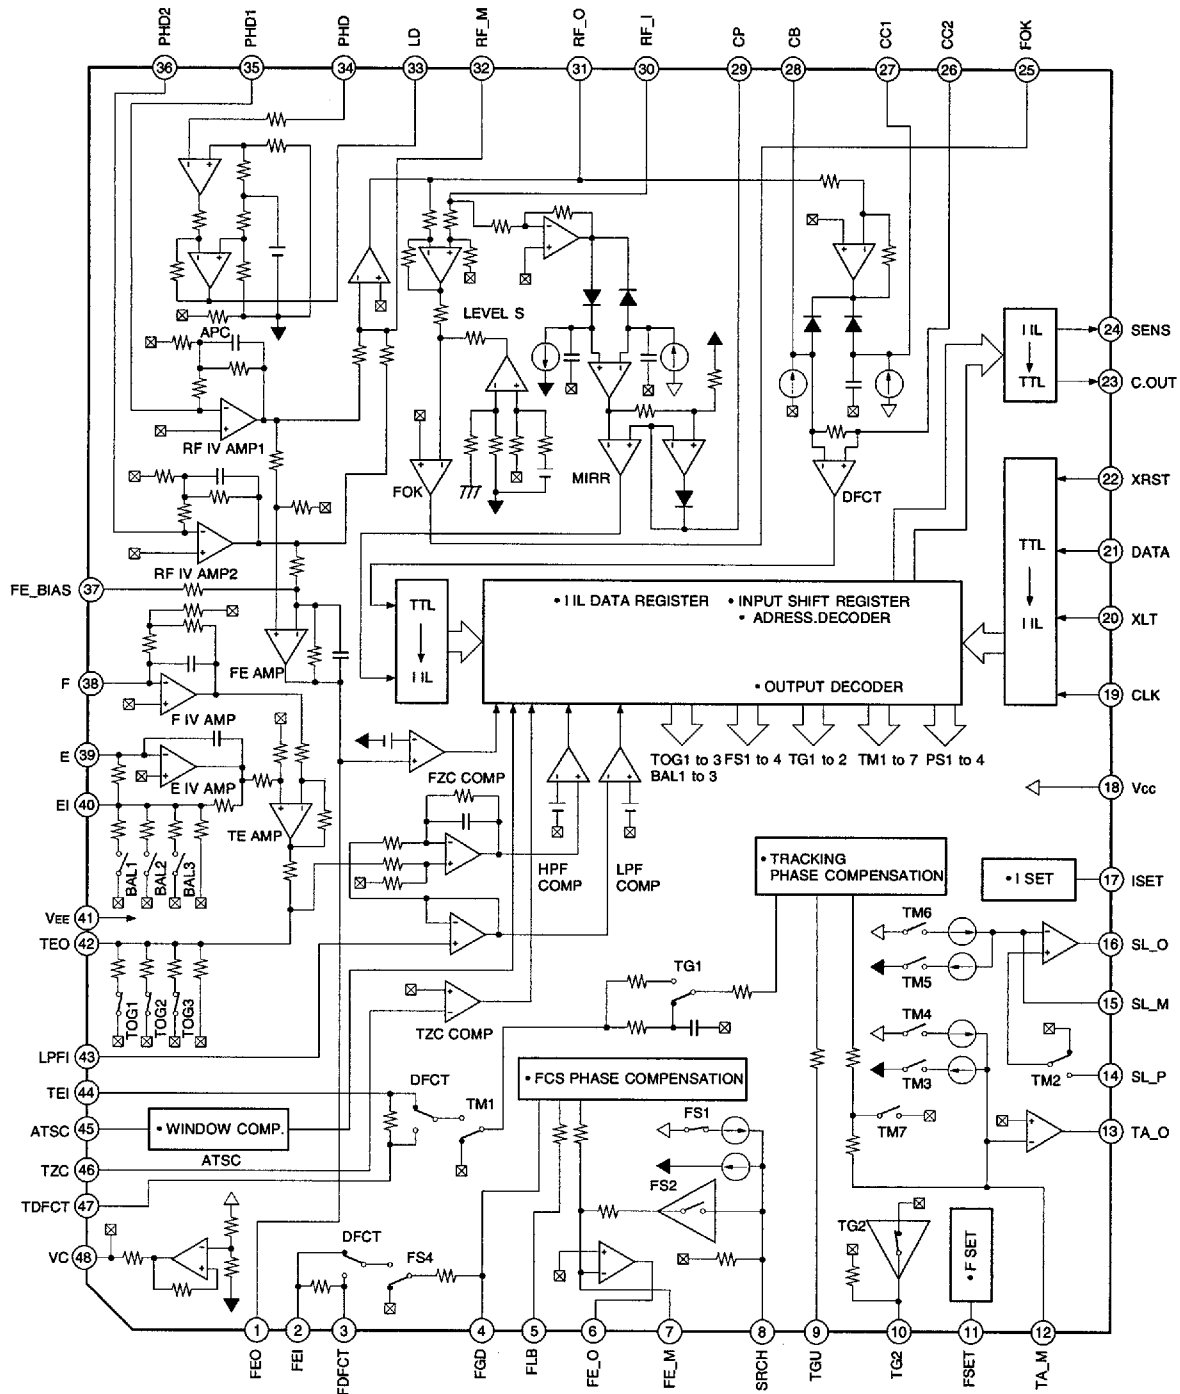 PHD2 PHD1 PHD LD RF_M RF_O RF_I CP CB CC1 CC2 FOK
36 35 34 33 32 31 30 29 28 27 26 25
APC
LEVEL S
RF IV AMP1
FOK
MIRR
DFCT
RF IV AMP2
IIL
TTL
24 SENS
23 C.OUT
22 XRST
21 DATA
20 XLT
19 CLK
TTL
IIL
FE_BIAS 37
TTL
IIL
• IIL DATA REGISTER • INPUT SHIFT REGISTER
• ADRESS.DECODER
• OUTPUT DECODER
FE AMP
F 38
F IV AMP
E 39
E IV AMP
EI 40
TE AMP
FZC COMP
TOG1 to 3 FS1 to 4 TG1 to 2 TM1 to 7 PS1 to 4
BAL1 to 3
HPF
COMP
LPF
COMP
18 Vcc
BAL1 BAL2 BAL3
• TRACKING
PHASE COMPENSATION
• I SET
17 ISET
VEE 41
TEO 42
TM6
16 SL_O
TM5
15 SL_M
TG1
TOG1 TOG2 TOG3
TZC COMP
TM4
TM3
TM2
14 SL_P
LPFI 43
TEI 44
• FCS PHASE COMPENSATION
DFCT
TM1
FS1
TM7
13 TA_O
ATSC 45
• WINDOW COMP.
ATSC
TZC 46
TDFCT 47
FS2
VC 48
DFCT
FS4
TG2
• F SET
1 2 3 4 5 6 7 8 9 10 11 12
FEO FEI FDFCT FGD FLB FE_O FE_M SRCH TGU TG2 FSET TA_M